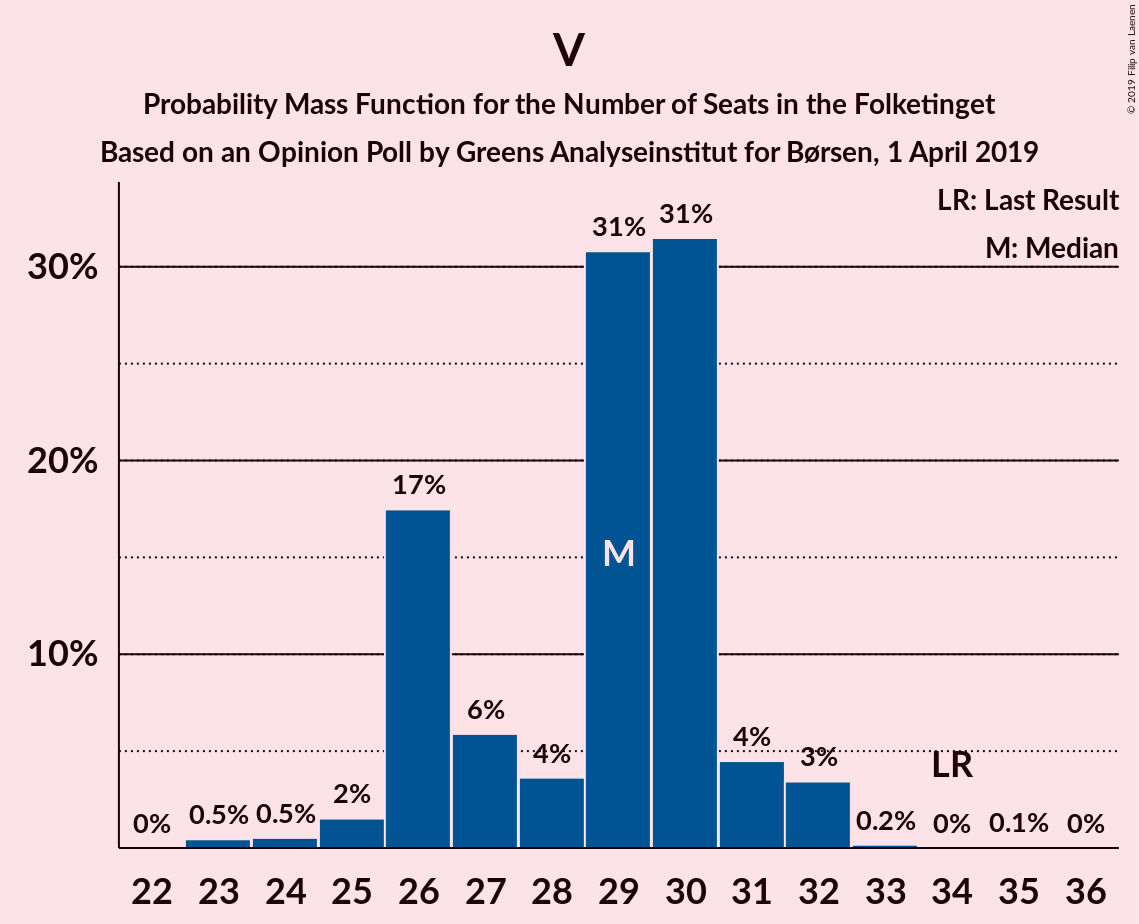 V
Probability Mass Function for the Number of Seats in the Folketinget
Based on an Opinion Poll by Greens Analyseinstitut for Børsen, 1 April 2019
© 2019 Filip van Laenen
LR: Last Result
M: Median
30%
20%
10%
0%
0.5%
0.5%
2%
17%
6%
4%
31%
31%
4%
3%
0.2%
0%
0.1%
0%
M
LR
22 23 24 25 26 27 28 29 30 31 32 33 34 35 36